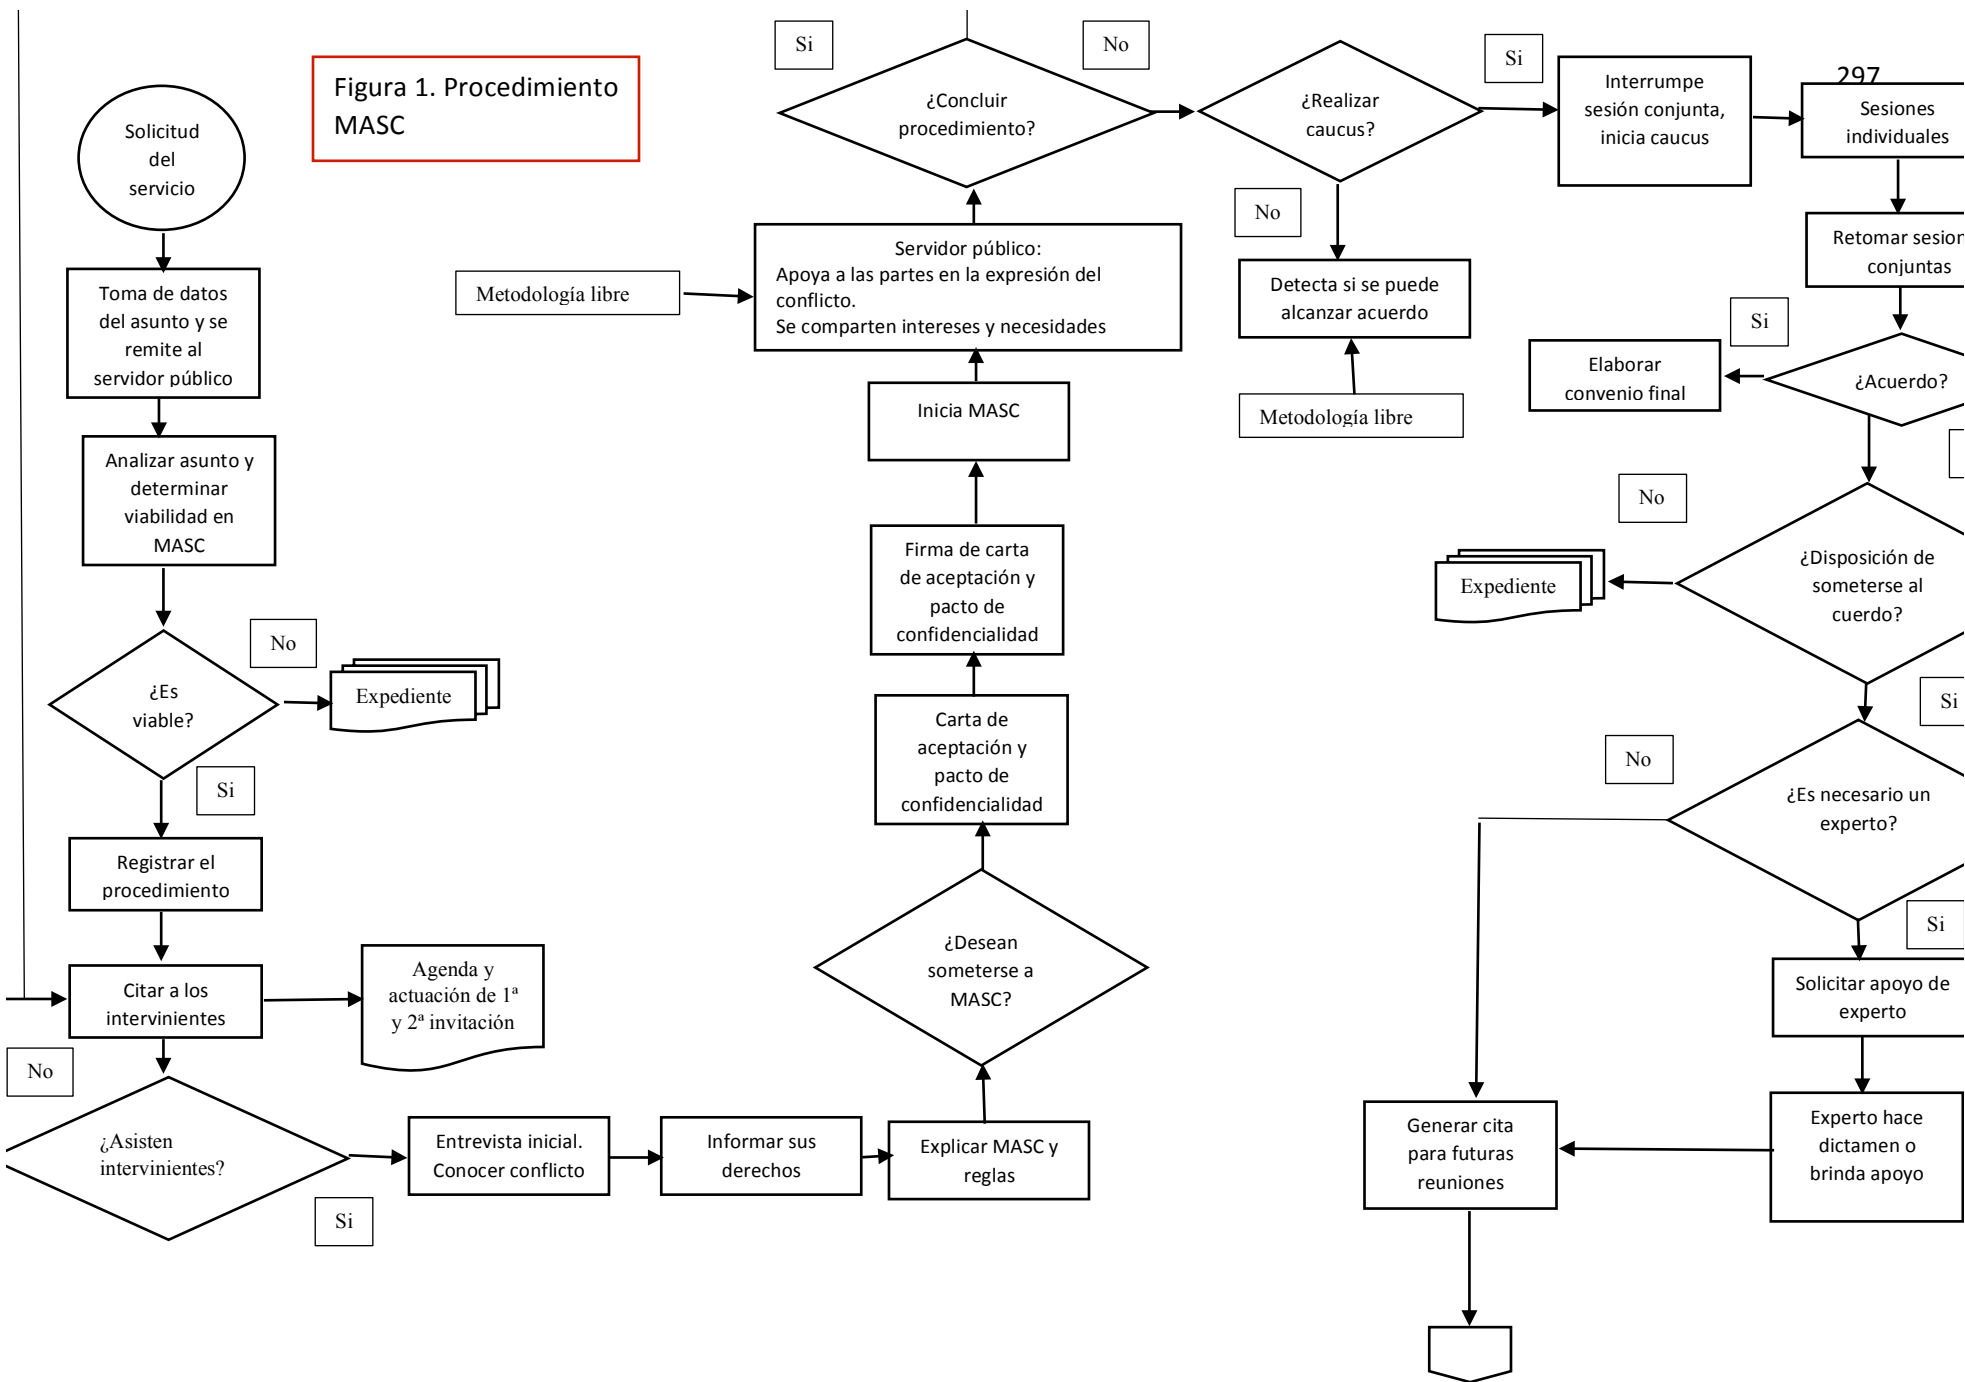 Figura 1. Procedimiento
MASC
297
Solicitud
del
servicio
Toma de datos
del asunto y se
remite al
servidor público
Analizar asunto y
determinar
viabilidad en
MASC
¿Es
viable?
No
Expediente
Si
Registrar el
procedimiento
Citar a los
intervinientes
Agenda y
actuación de 1ª
y 2ª invitación
No
¿Asisten
intervinientes?
Si
Entrevista inicial.
Conocer conflicto
Informar sus
derechos
Explicar MASC y
reglas
¿Desean
someterse a
MASC?
Carta de
aceptación y
pacto de
confidencialidad
Firma de carta
de aceptación y
pacto de
confidencialidad
Inicia MASC
Metodología libre
Servidor público:
Apoya a las partes en la expresión del
conflicto.
Se comparten intereses y necesidades
Si
¿Concluir
procedimiento?
No
¿Realizar
caucus?
No
Detecta si se puede
alcanzar acuerdo
Metodología libre
Si
Interrumpe
sesión conjunta,
inicia caucus
Sesiones
individuales
Retomar sesion
conjuntas
Si
¿Acuerdo?
Elaborar
convenio final
No
¿Disposición de
someterse al
cuerdo?
Expediente
Si
No
¿Es necesario un
experto?
Si
Solicitar apoyo de
experto
Experto hace
dictamen o
brinda apoyo
Generar cita
para futuras
reuniones